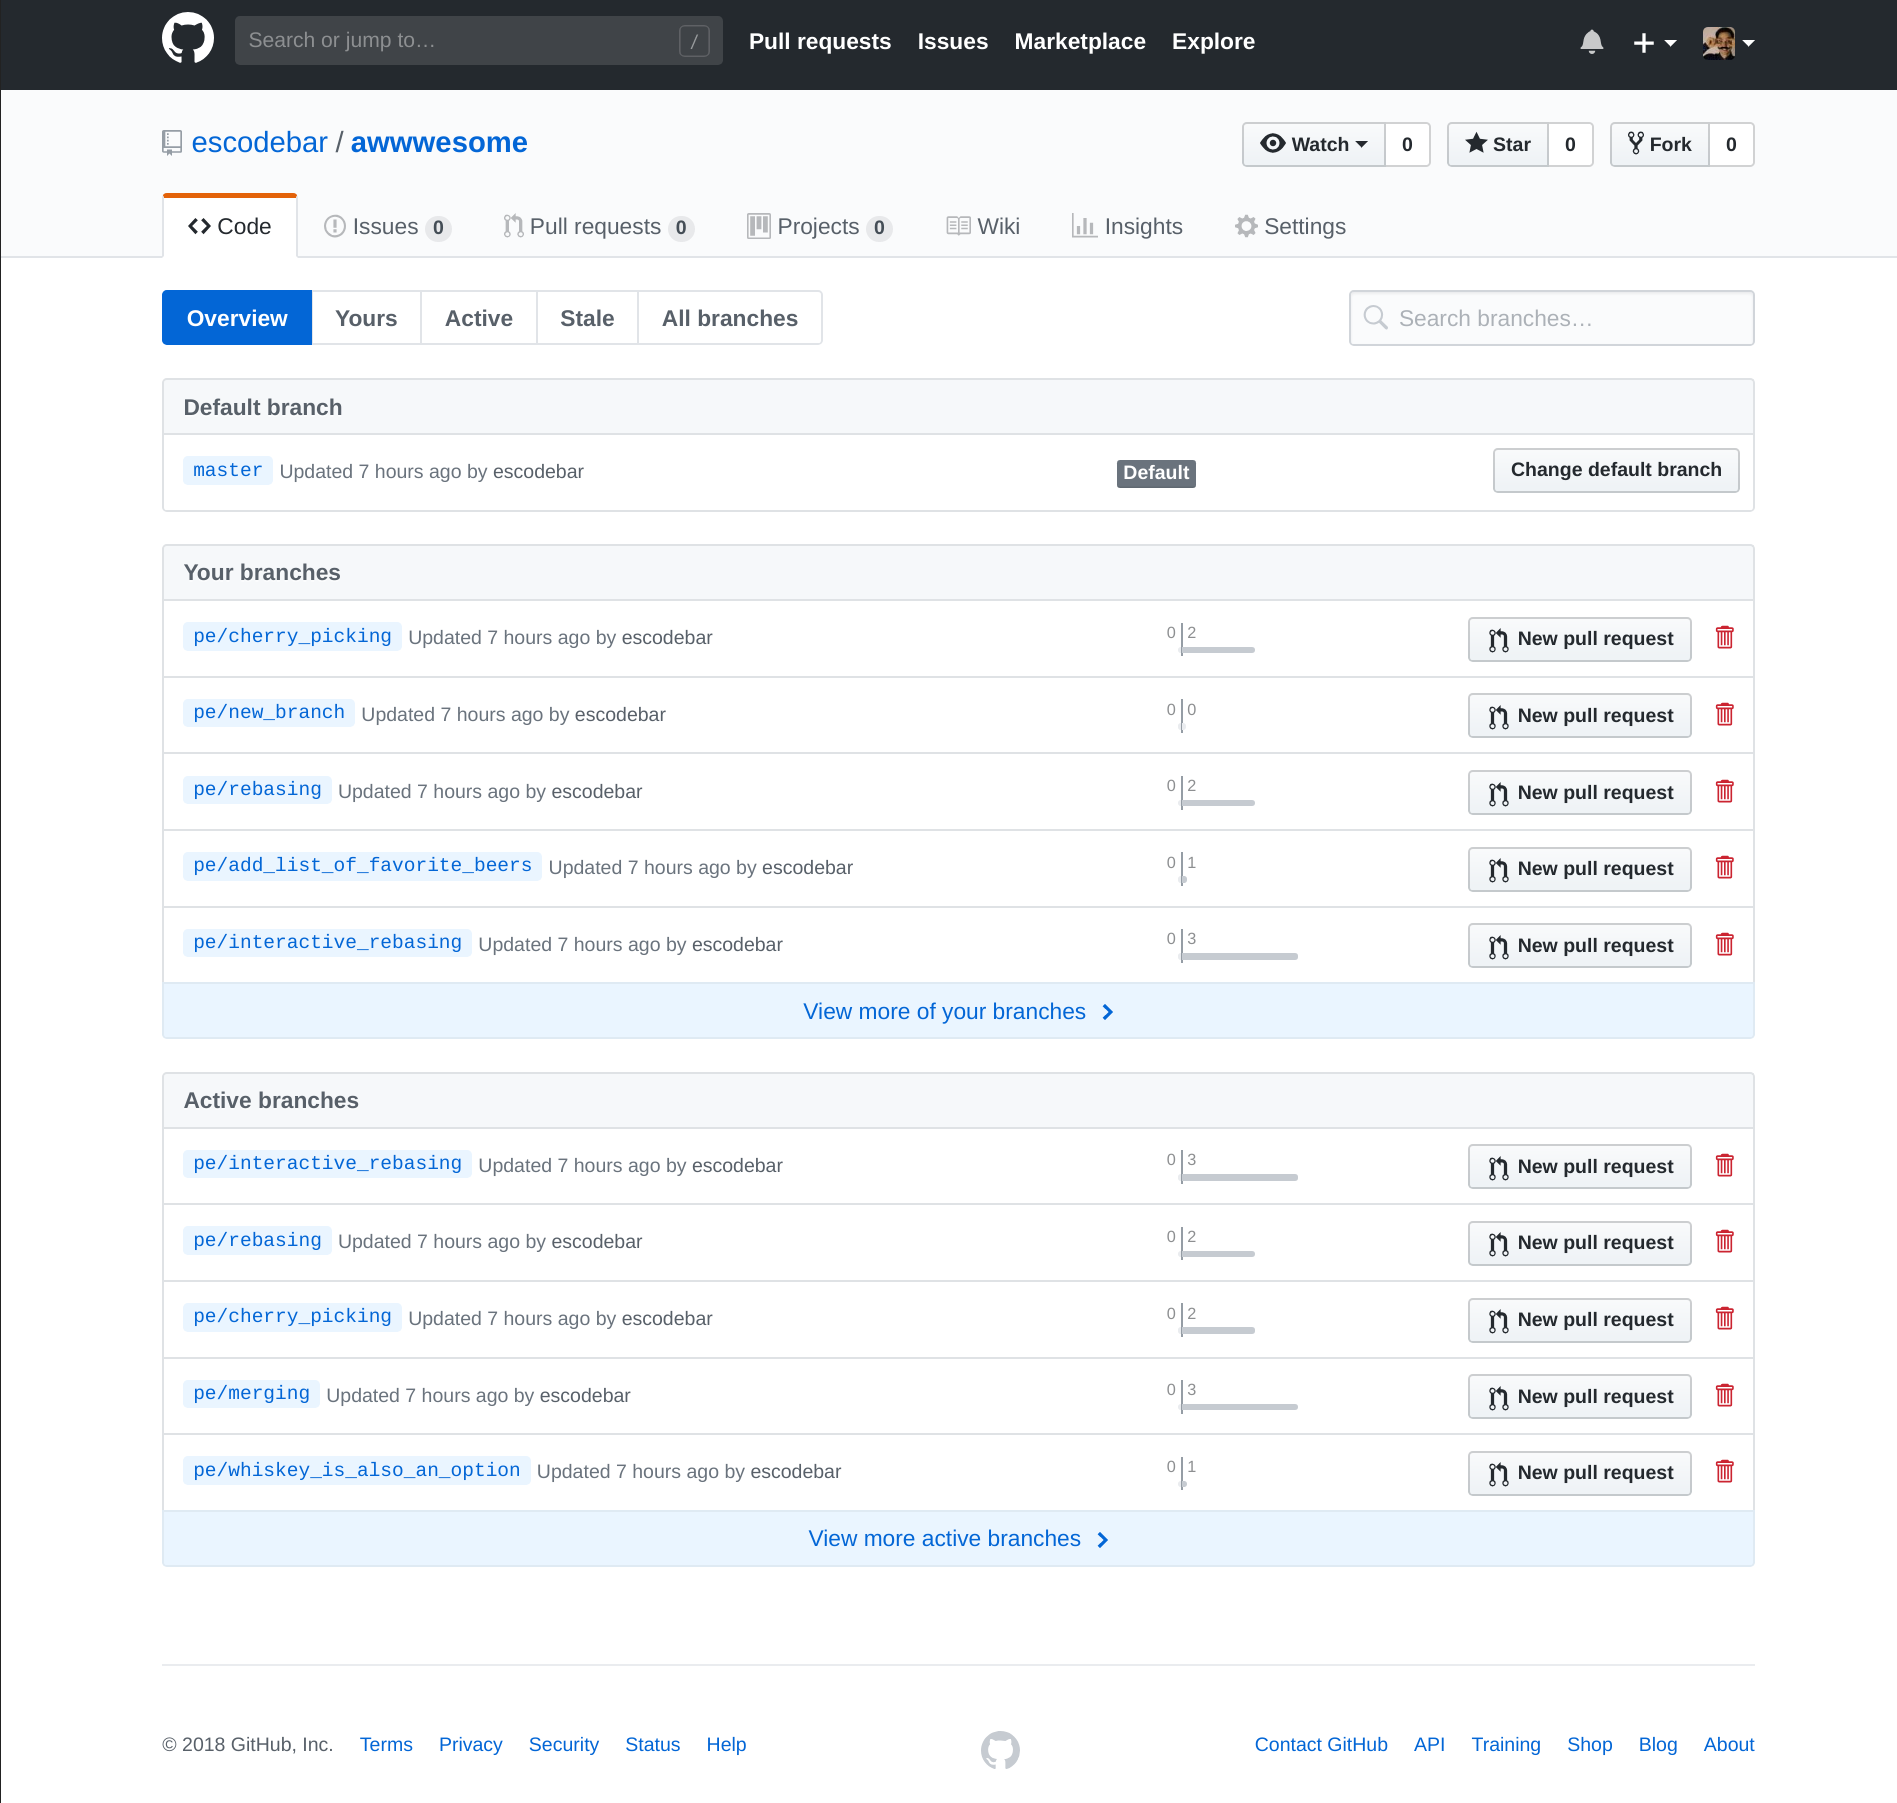 Search or jump to… / Pull requests Issues Marketplace Explore
escodebar / awwwesome Watch 0 Star 0 Fork 0
Code Issues 0 Pull requests 0 Projects 0 Wiki Insights Settings
Overview Yours Active Stale All branches Search branches…
Default branch
master Updated 7 hours ago by escodebar Default Change default branch
Your branches
pe/cherry_picking Updated 7 hours ago by escodebar 0 2 New pull request
pe/new_branch Updated 7 hours ago by escodebar 0 0 New pull request
pe/rebasing Updated 7 hours ago by escodebar 0 2 New pull request
pe/add_list_of_favorite_beers Updated 7 hours ago by escodebar 0 1 New pull request
pe/interactive_rebasing Updated 7 hours ago by escodebar 0 3 New pull request
View more of your branches
Active branches
pe/interactive_rebasing Updated 7 hours ago by escodebar 0 3 New pull request
pe/rebasing Updated 7 hours ago by escodebar 0 2 New pull request
pe/cherry_picking Updated 7 hours ago by escodebar 0 2 New pull request
pe/merging Updated 7 hours ago by escodebar 0 3 New pull request
pe/whiskey_is_also_an_option Updated 7 hours ago by escodebar 0 1 New pull request
View more active branches
© 2018 GitHub, Inc. Terms Privacy Security Status Help Contact GitHub API Training Shop Blog About